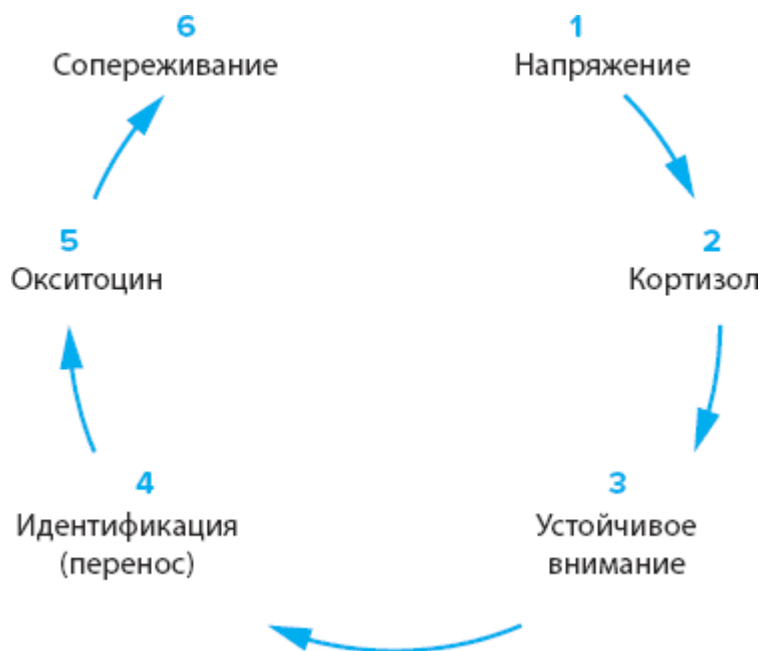 6
Сопереживание
1
Напряжение
5
Окситоцин
2
Кортизол
4
Идентификация
(перенос)
3
Устойчивое
внимание